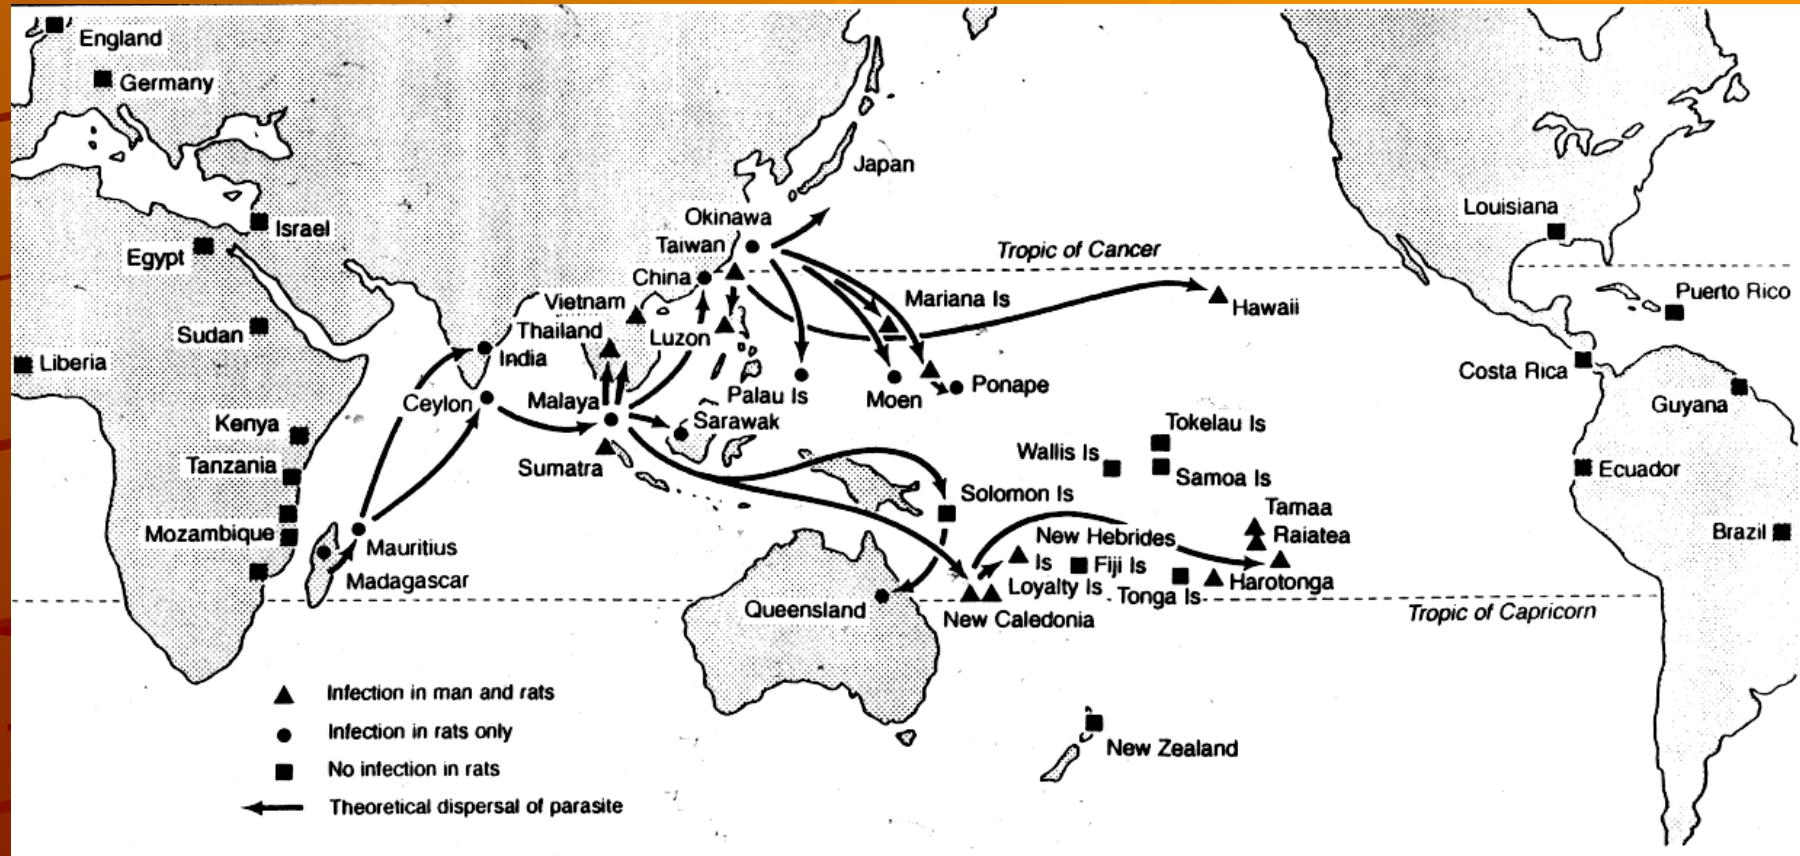 England
Germany
Japan
Israel
Egypt
Okinawa
Taiwan
Tropic of Cancer
Louisiana
China
Puerto Rico
Vietnam
Mariana Is
Hawaii
Sudan
Thailand
Luzon
Liberia
India
Costa Rica
Ceylon
Malaya
Palau Is
Moen
Ponape
Guyana
Kenya
Sarawak
Tokelau Is
Tanzania
Sumatra
Wallis Is
Samoa Is
Ecuador
Solomon Is
Tamaa
Mozambique
Mauritius
New Hebrides
Is
Raiatea
Brazil
Fiji Is
Madagascar
Loyalty Is
Tonga Is
Harotonga
Queensland
New Caledonia
Tropic of Capricorn
Infection in man and rats
Infection in rats only
New Zealand
No infection in rats
Theoretical dispersal of parasite